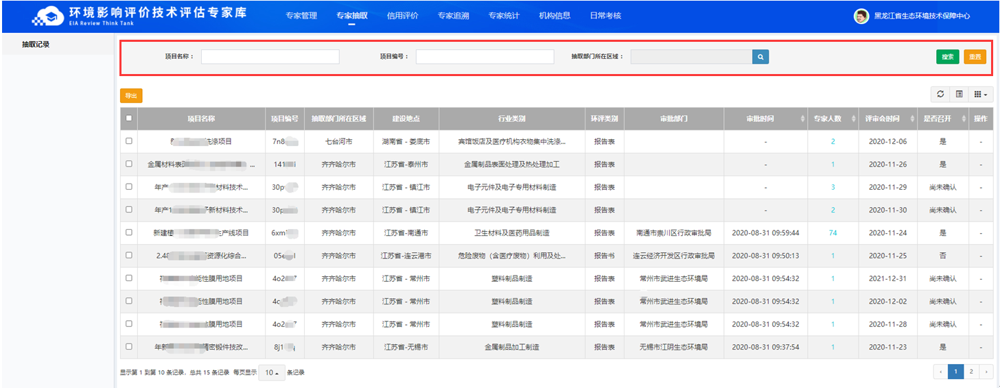 环境影响评价技术评估专家库
EIA Review Think Tank
专家管理 专家抽取 信用评价 专家追溯 专家统计 机构信息 日常考核
黑龙江省生态环境技术保障中心
抽取记录
项目名称： 项目编号： 抽取部门所在区域： 搜索 重置
导出
项目名称 项目编号 抽取部门所在区域 建设地点 行业类别 环评类别 审批部门 审批时间 专家人数 评审会时间 是否召开 操作
洗涤项目 7n8 七台河市 湖南省 - 娄底市 宾馆饭店及医疗机构衣物集中洗涤... 报告表 - 2 2020-12-06 是 -
金属材料表 ... 141 i 齐齐哈尔市 江苏省-泰州市 金属制品表面处理及热处理加工 报告表 - 1 2020-11-26 是 -
年产 材料技术... 30p 齐齐哈尔市 江苏省 - 镇江市 电子元件及电子专用材料制造 报告表 - 3 2020-11-29 尚未确认 -
年产1 子新材料技术... 30p 齐齐哈尔市 江苏省 - 镇江市 电子元件及电子专用材料制造 报告表 - 2 2020-11-30 尚未确认 -
新建植 生产线项目 6xm 齐齐哈尔市 江苏省-南通市 卫生材料及医药用品制造 报告表 南通市崇川区行政审批局 2020-08-31 09:59:44 74 2020-11-24 是 -
2.48 资源化综合... 05e l 齐齐哈尔市 江苏省-连云港市 危险废物（含医疗废物）利用及处... 报告书 连云经济开发区行政审批局 2020-08-31 09:50:13 1 2020-11-25 否 -
能性膜用地项目 4o2 7 齐齐哈尔市 江苏省 - 常州市 塑料制品制造 报告表 常州市武进生态环境局 2020-08-31 09:54:32 1 2021-12-31 尚未确认 -
能性膜用地项目 4c 齐齐哈尔市 江苏省 - 常州市 塑料制品制造 报告表 常州市武进生态环境局 2020-08-31 09:54:32 1 2020-12-02 尚未确认 -
膜用地项目 4o2 7 齐齐哈尔市 江苏省 - 常州市 塑料制品制造 报告表 常州市武进生态环境局 2020-08-31 09:54:32 1 2020-11-28 尚未确认 -
年新 精密锻件技改... 8j1 齐齐哈尔市 江苏省-无锡市 金属制品加工制造 报告表 无锡市江阴生态环境局 2020-08-31 09:37:54 1 2020-11-23 是 -
显示第 1 到第 10 条记录，总共 15 条记录 每页显示 10 条记录 ‹ 1 2 ›